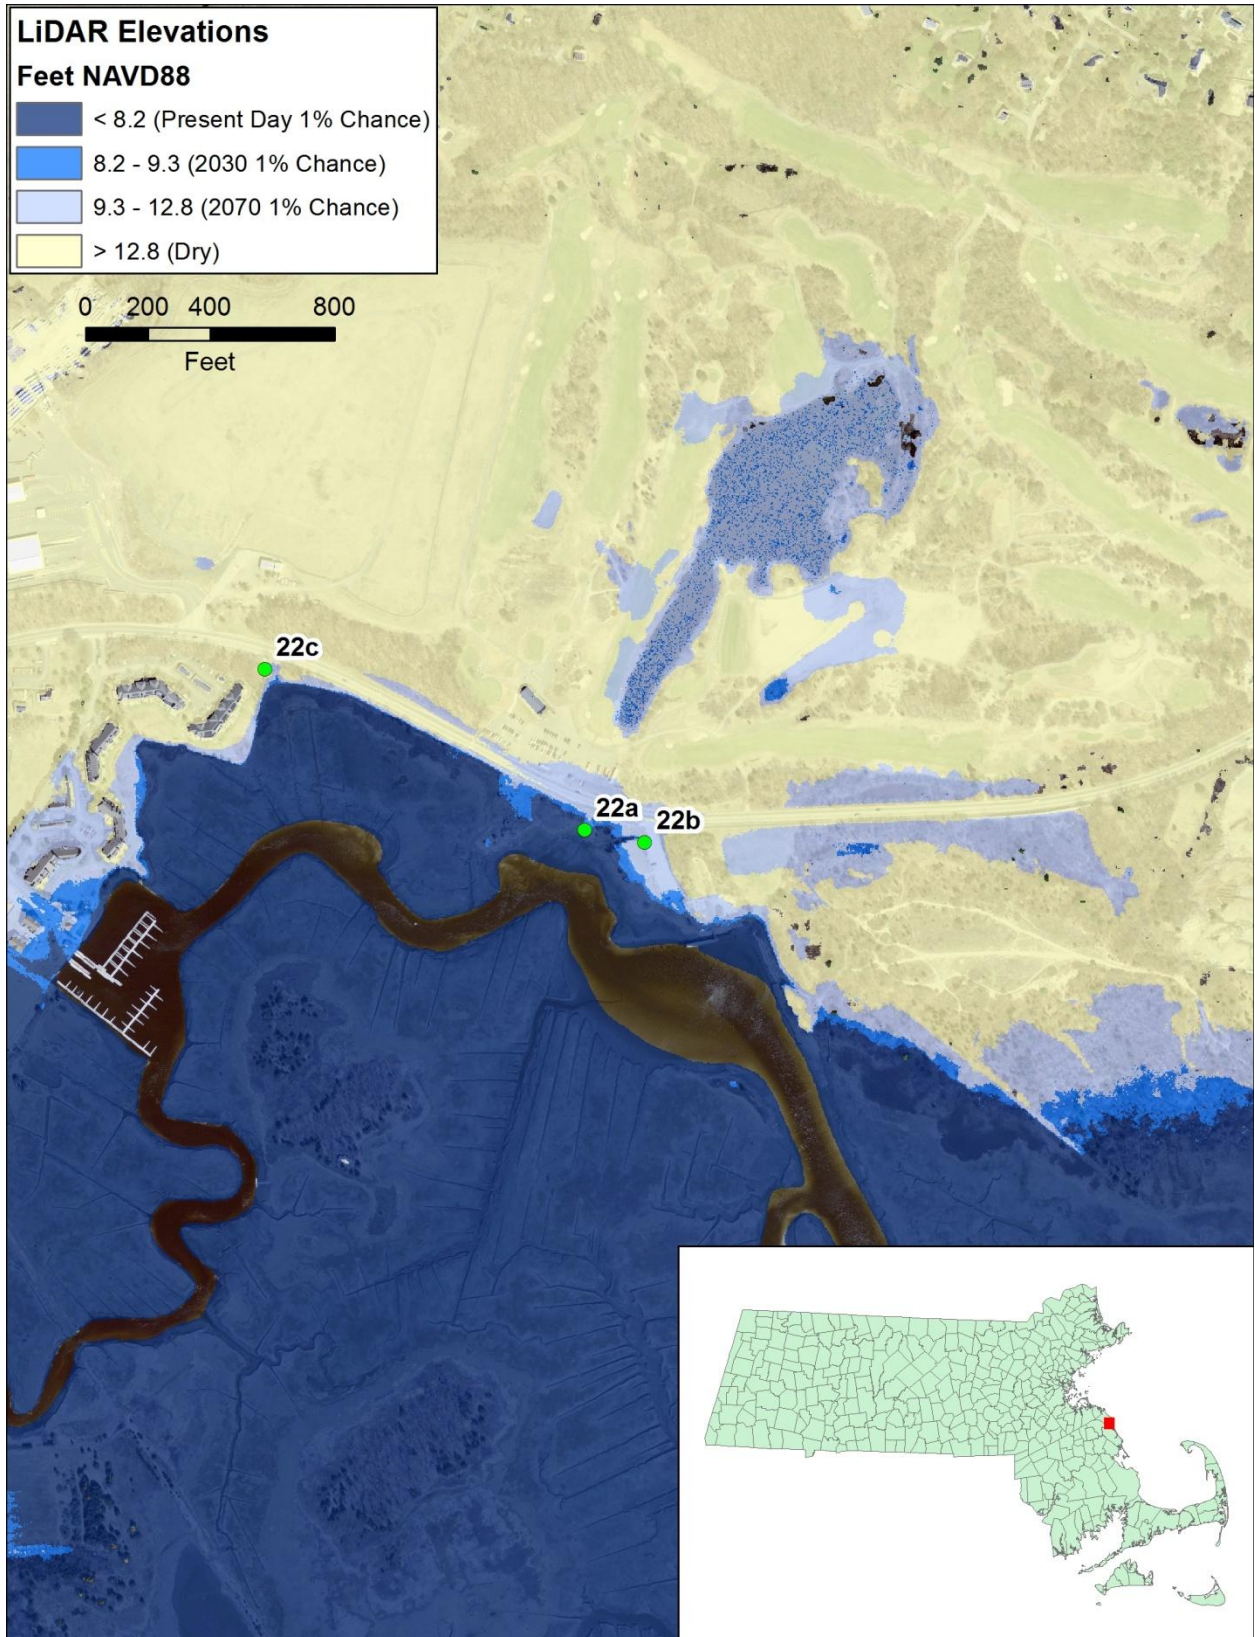 LiDAR Elevations
Feet NAVD88
< 8.2 (Present Day 1% Chance)
8.2 - 9.3 (2030 1% Chance)
9.3 - 12.8 (2070 1% Chance)
> 12.8 (Dry)
0 200 400 800
Feet
22c
22a
22b